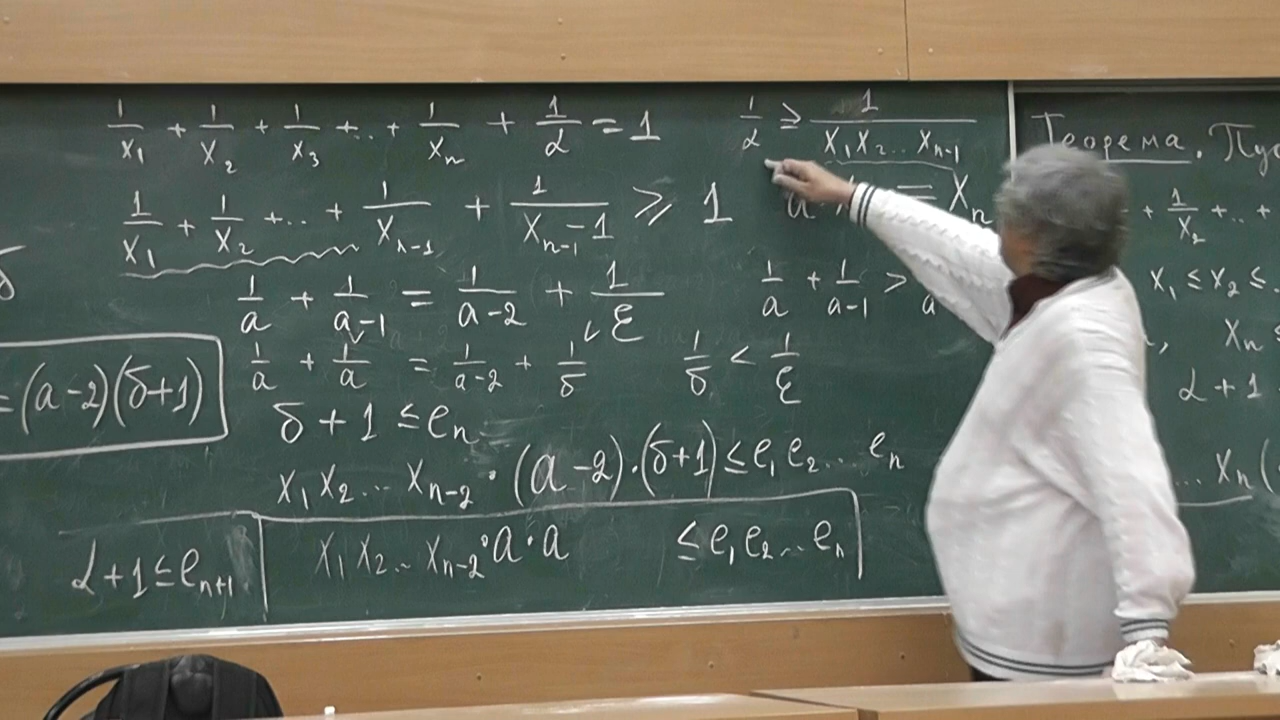 1/x₁ + 1/x₂ + 1/x₃ + ... + 1/xₙ + 1/α = 1
1/x₁ + 1/x₂ + ... + 1/xₙ₋₁ + 1/(xₙ₋₁ - 1) ≥ 1
1/a + 1/(a-1) = 1/(a-2) + 1/ε
1/a + 1/a = 1/(a-2) + 1/δ
1/δ < 1/ε
δ + 1 ≤ eₙ
x₁x₂...xₙ₋₂ · (a-2)·(δ+1) ≤ e₁e₂...eₙ
x₁x₂...xₙ₋₂ · a · a ≤ e₁e₂...eₙ
α + 1 ≤ eₙ₊₁
= (a-2)(δ+1)
1/α ≥ 1/(x₁x₂...xₙ₋₁)
= xₙ
1/a + 1/(a-1) >
Теорема.
+ 1/x₂ + .. +
x₁ ≤ x₂ ≤ .
xₙ ≤
α + 1
... xₙ(